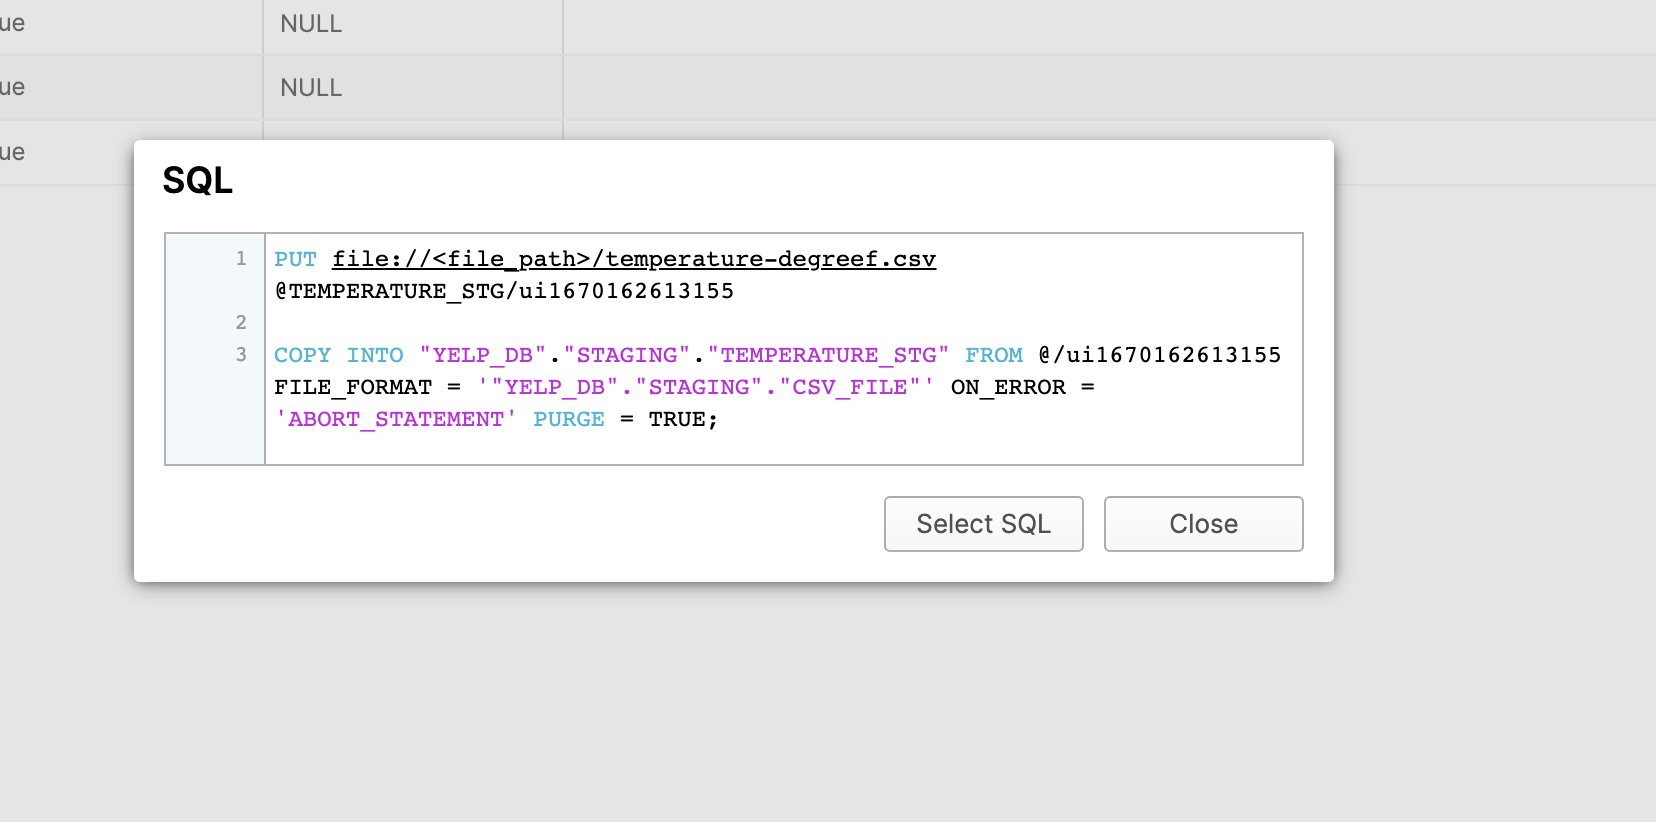 ue NULL
ue NULL
ue
SQL
1 PUT file://<file_path>/temperature-degreef.csv
@TEMPERATURE_STG/ui1670162613155
2
3 COPY INTO "YELP_DB"."STAGING"."TEMPERATURE_STG" FROM @/ui1670162613155
FILE_FORMAT = '"YELP_DB"."STAGING"."CSV_FILE"' ON_ERROR =
'ABORT_STATEMENT' PURGE = TRUE;
Select SQL Close